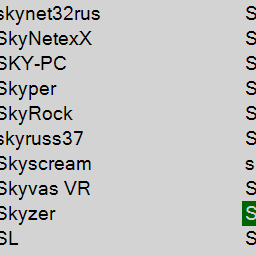 skynet32rus S
SkyNetexX S
SKY-PC S
Skyper S
SkyRock S
skyruss37 S
Skyscream s
Skyvas VR S
Skyzer S
SL S